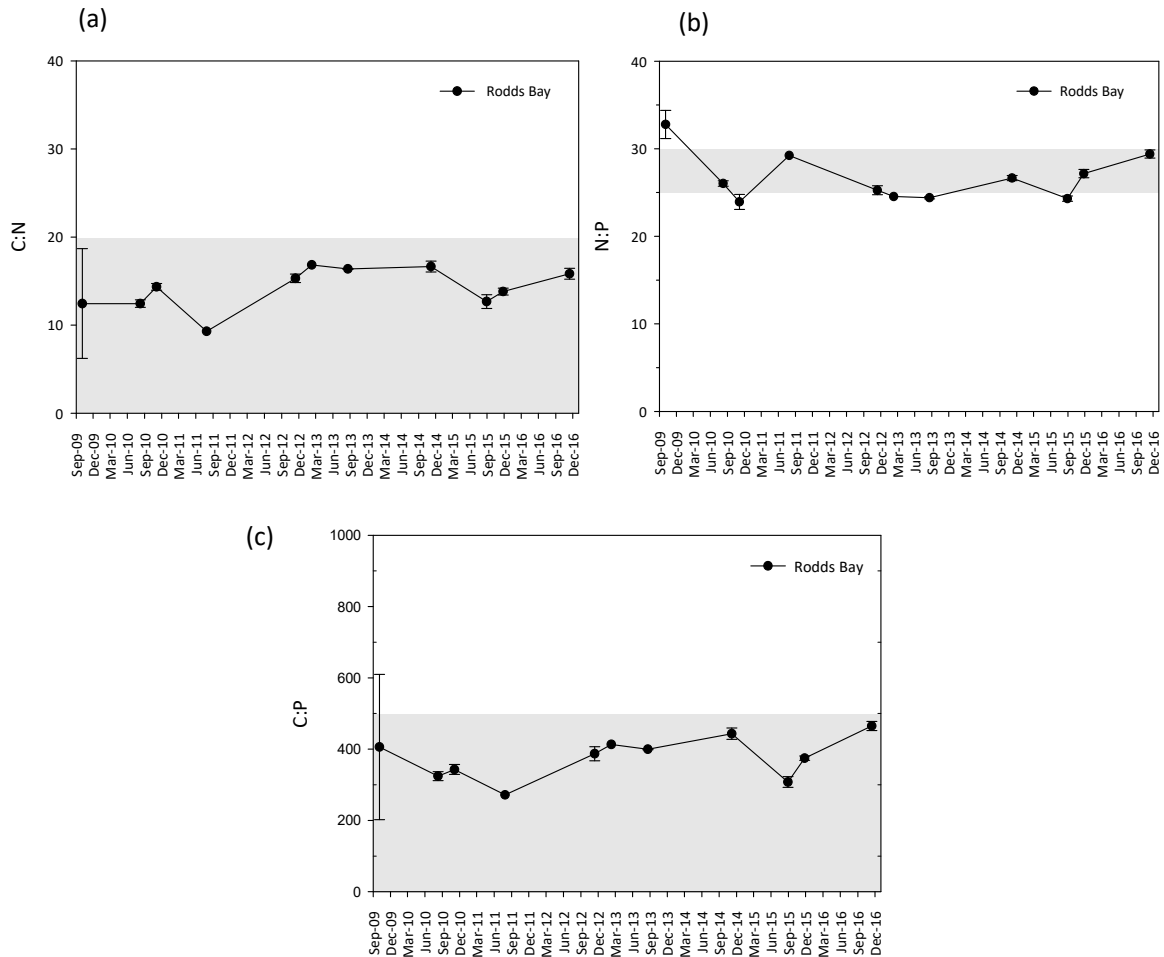 (a)
(b)
40
30
20
10
0
C:N
Rodds Bay
Sep-09
Dec-09
Mar-10
Jun-10
Sep-10
Dec-10
Mar-11
Jun-11
Sep-11
Dec-11
Mar-12
Jun-12
Sep-12
Dec-12
Mar-13
Jun-13
Sep-13
Dec-13
Mar-14
Jun-14
Sep-14
Dec-14
Mar-15
Jun-15
Sep-15
Dec-15
Mar-16
Jun-16
Sep-16
Dec-16
40
30
20
10
0
N:P
Rodds Bay
Sep-09
Dec-09
Mar-10
Jun-10
Sep-10
Dec-10
Mar-11
Jun-11
Sep-11
Dec-11
Mar-12
Jun-12
Sep-12
Dec-12
Mar-13
Jun-13
Sep-13
Dec-13
Mar-14
Jun-14
Sep-14
Dec-14
Mar-15
Jun-15
Sep-15
Dec-15
Mar-16
Jun-16
Sep-16
Dec-16
(c)
1000
800
600
400
200
0
C:P
Rodds Bay
Sep-09
Dec-09
Mar-10
Jun-10
Sep-10
Dec-10
Mar-11
Jun-11
Sep-11
Dec-11
Mar-12
Jun-12
Sep-12
Dec-12
Mar-13
Jun-13
Sep-13
Dec-13
Mar-14
Jun-14
Sep-14
Dec-14
Mar-15
Jun-15
Sep-15
Dec-15
Mar-16
Jun-16
Sep-16
Dec-16